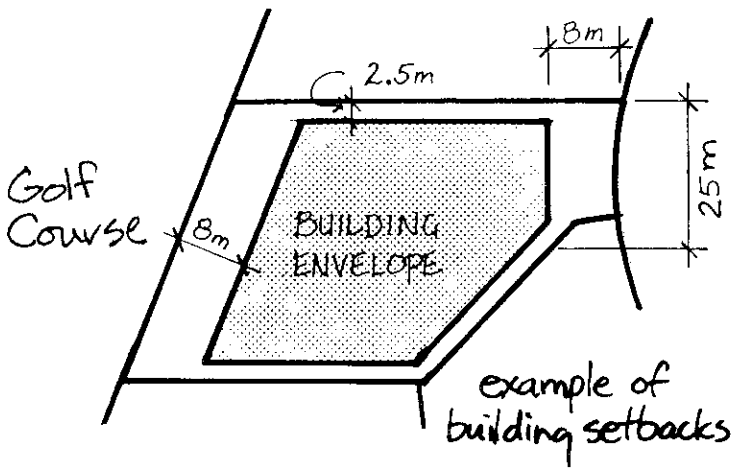 8m
2.5m
Golf
Course
8m
25m
BUILDING
ENVELOPE
example of
building setbacks